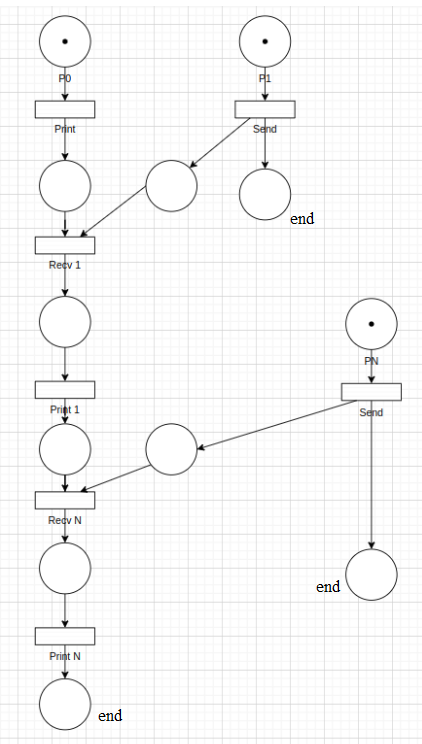 P0
P1
Print
Send
end
Recv 1
PN
Print 1
Send
Recv N
end
Print N
end